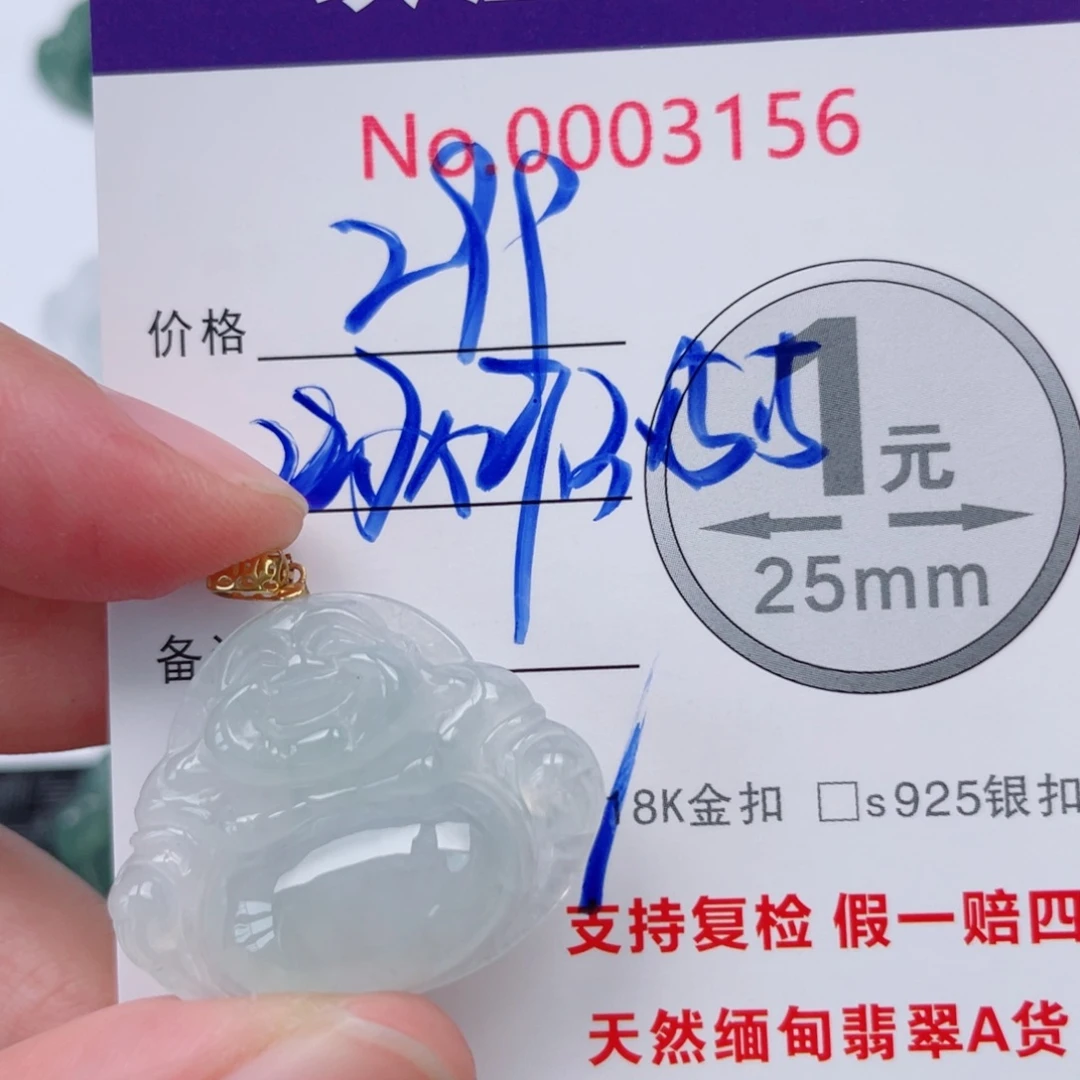 No.0003156
价格 299
1元
25mm
8K金扣 □s925银扣
支持复检 假一赔四
天然缅甸翡翠A货